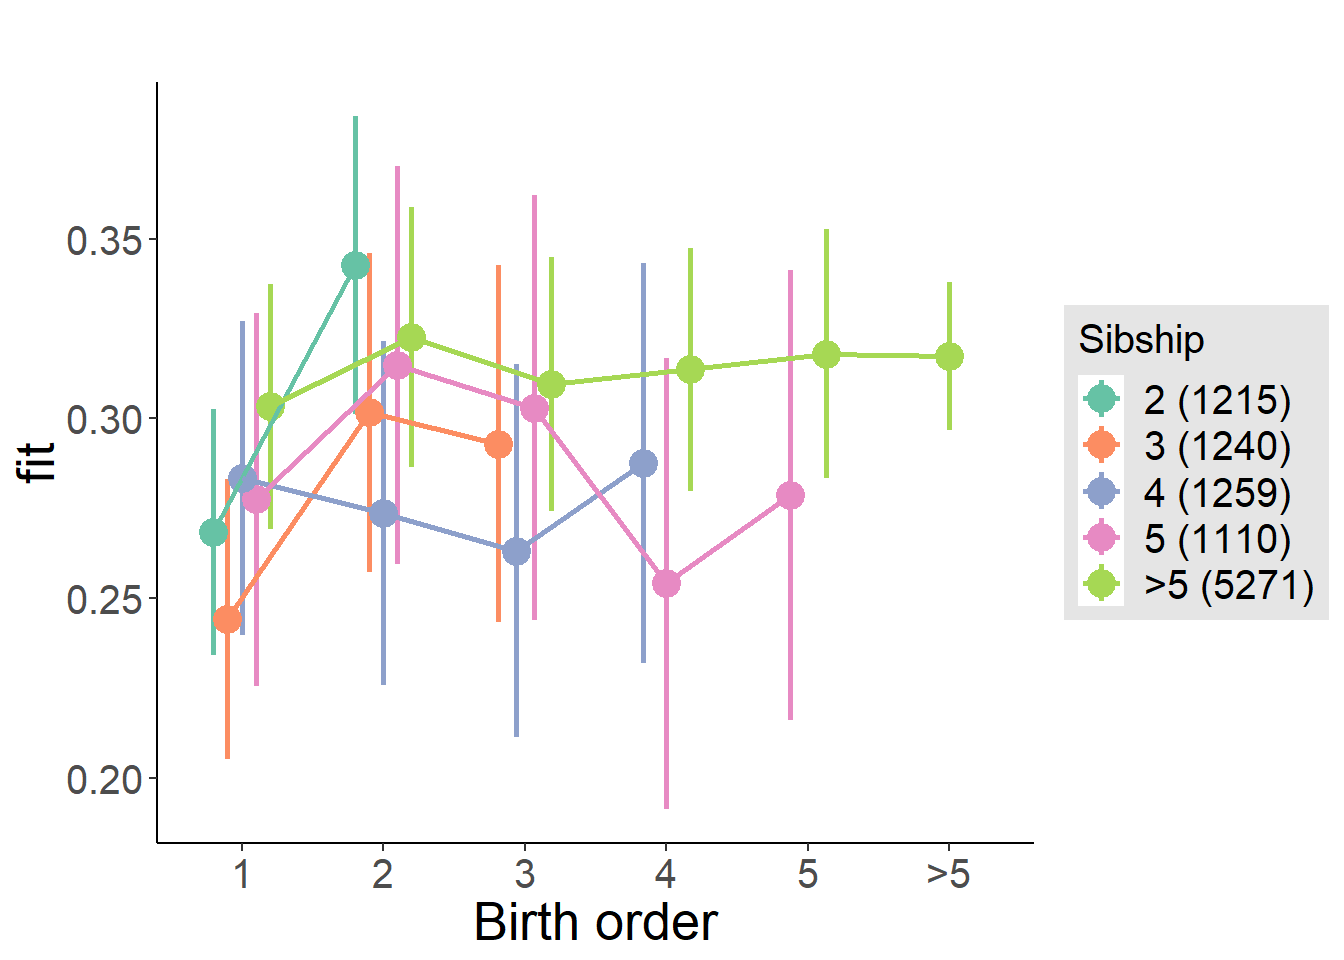 0.35
0.30
0.25
0.20
fit
1 2 3 4 5 >5
Birth order
Sibship
2 (1215)
3 (1240)
4 (1259)
5 (1110)
>5 (5271)